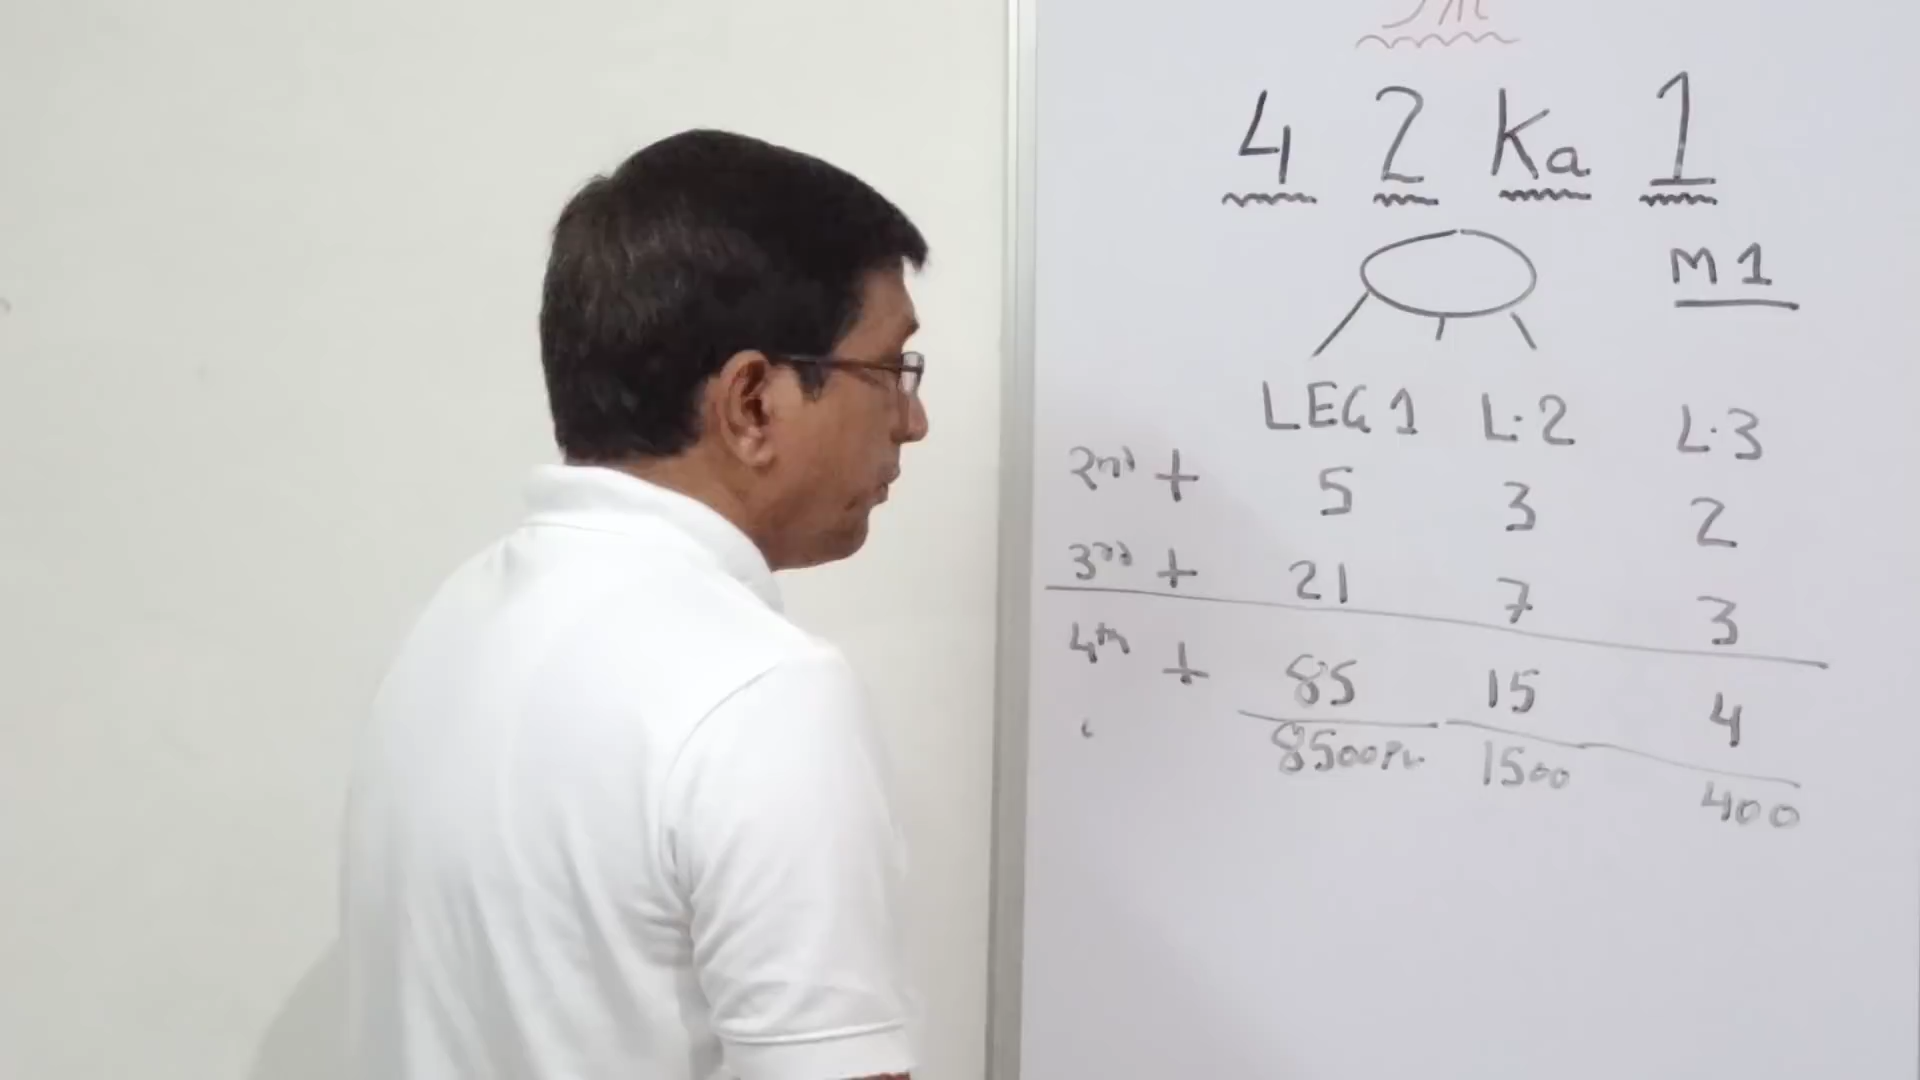 4 2 Ka 1
M 1
LEG 1 L.2 L.3
2nd + 5 3 2
3rd + 21 7 3
4th + 85 15 4
8500Pv. 1500 400